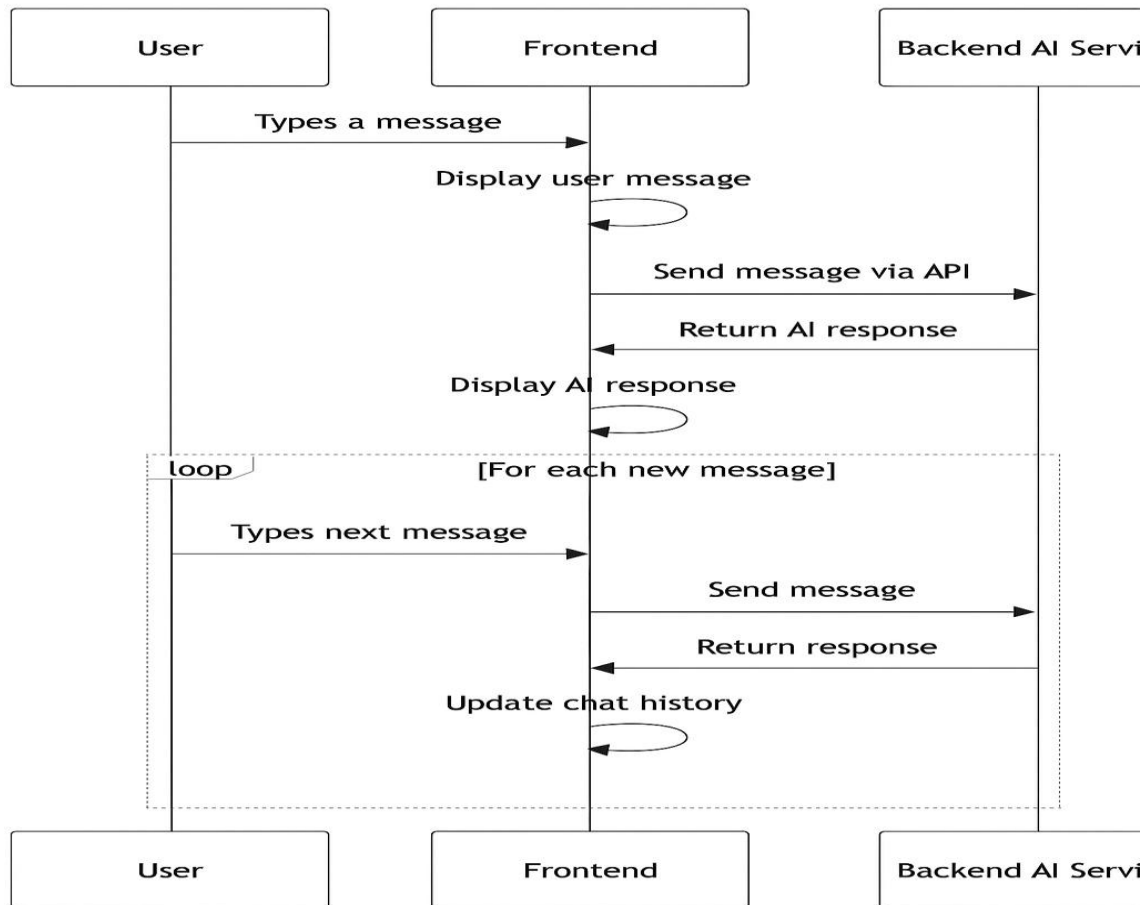 User
Frontend
Backend AI Servi
Types a message
Display user message
Send message via API
Return AI response
Display AI response
loop
[For each new message]
Types next message
Send message
Return response
Update chat history
User
Frontend
Backend AI Servi